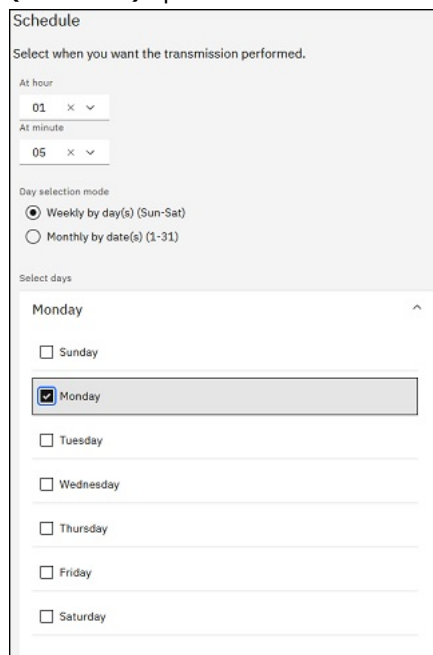 Schedule
Select when you want the transmission performed.
At hour
01
At minute
05
Day selection mode
Weekly by day(s) (Sun-Sat)
Monthly by date(s) (1-31)
Select days
Monday
Sunday
Monday
Tuesday
Wednesday
Thursday
Friday
Saturday